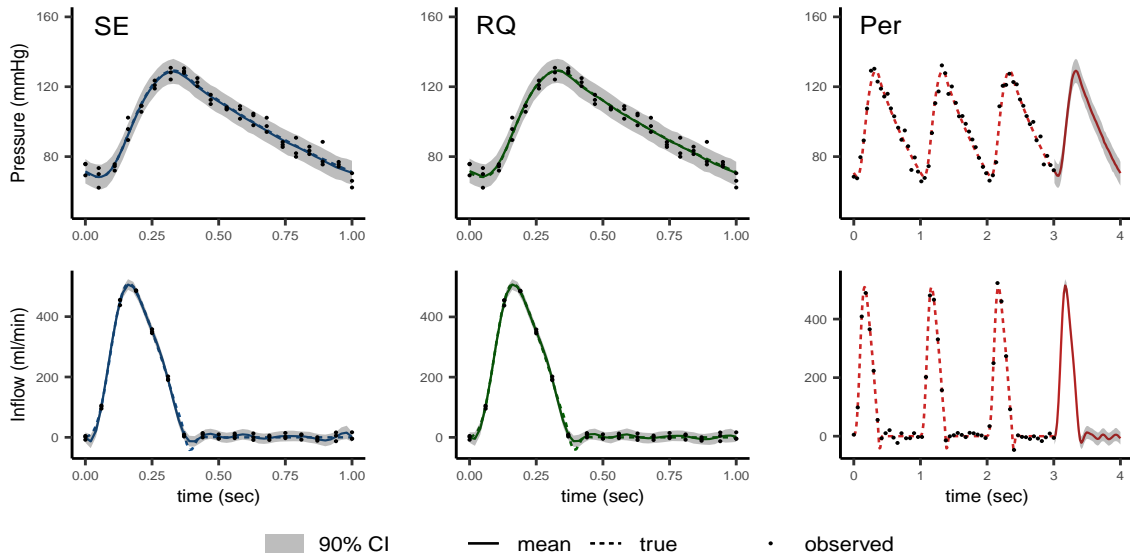 SE
RQ
Per
Pressure (mmHg)
160
120
80
0.00 0.25 0.50 0.75 1.00
160
120
80
0.00 0.25 0.50 0.75 1.00
160
120
80
0 1 2 3 4
Inflow (ml/min)
400
200
0
0.00 0.25 0.50 0.75 1.00
time (sec)
400
200
0
0.00 0.25 0.50 0.75 1.00
time (sec)
400
200
0
0 1 2 3 4
time (sec)
90% CI mean true observed